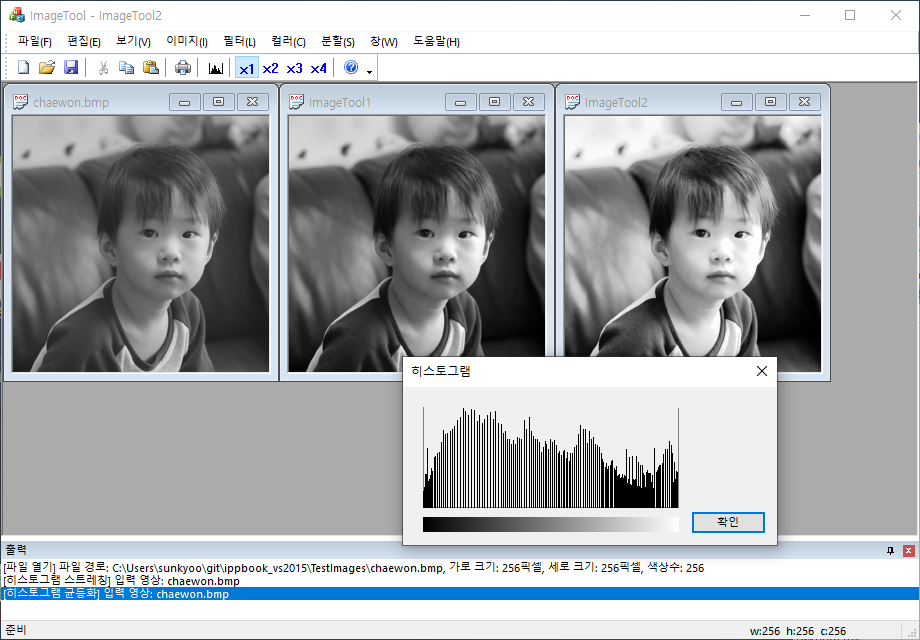 ImageTool - ImageTool2
파일(F) 편집(E) 보기(V) 이미지(I) 필터(L) 컬러(C) 분할(S) 창(W) 도움말(H)
x1 x2 x3 x4
chaewon.bmp
ImageTool1
ImageTool2
히스토그램
확인
출력
[파일 열기] 파일 경로: C:\Users\sunkyoo\git\ippbook_vs2015\TestImages\chaewon.bmp, 가로 크기: 256픽셀, 세로 크기: 256픽셀, 색상수: 256
[히스토그램 스트레칭] 입력 영상: chaewon.bmp
[히스토그램 균등화] 입력 영상: chaewon.bmp
준비
w:256 h:256 c:256